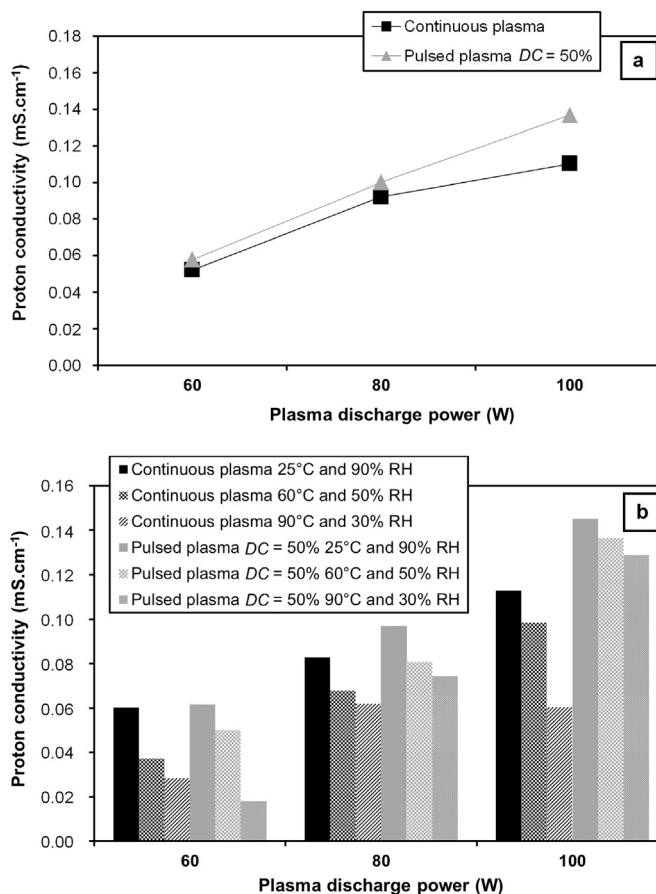 Continuous plasma
Pulsed plasma DC = 50%
a
Proton conductivity (mS.cm⁻¹)
0.18
0.16
0.14
0.12
0.10
0.08
0.06
0.04
0.02
0.00
60 80 100
Plasma discharge power (W)
Continuous plasma 25°C and 90% RH
Continuous plasma 60°C and 50% RH
Continuous plasma 90°C and 30% RH
Pulsed plasma DC = 50% 25°C and 90% RH
Pulsed plasma DC = 50% 60°C and 50% RH
Pulsed plasma DC = 50% 90°C and 30% RH
b
Proton conductivity (mS.cm⁻¹)
0.16
0.14
0.12
0.10
0.08
0.06
0.04
0.02
0.00
60 80 100
Plasma discharge power (W)